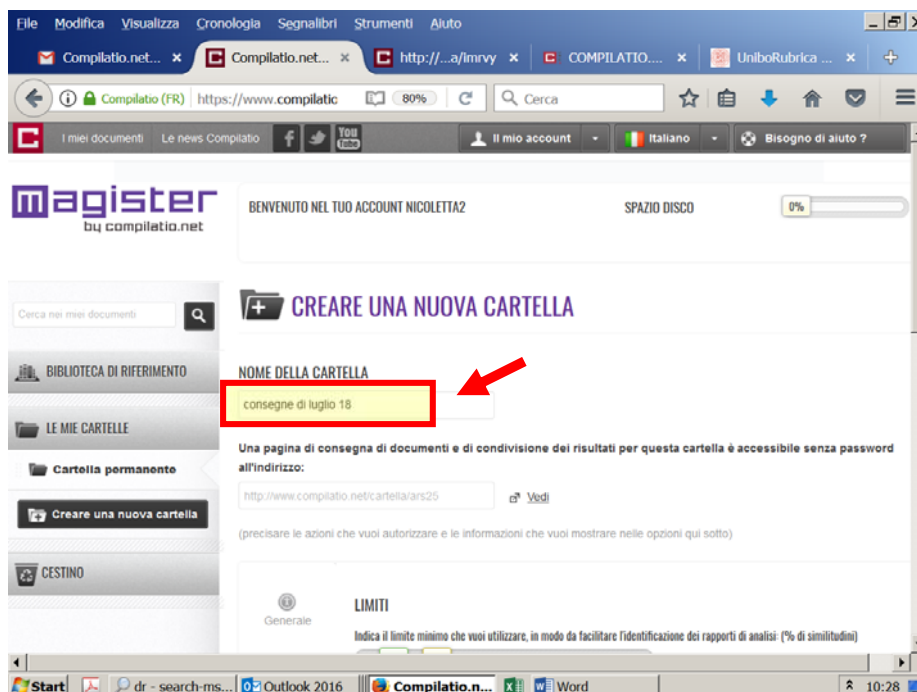 File Modifica Visualizza Cronologia Segnalibri Strumenti Aiuto
Compilatio.net... × Compilatio.net... × http://...a/imrvy × COMPILATIO.... × UniboRubrica ... ×
Compilatio (FR) https://www.compilatic 80% Cerca
I miei documenti Le news Compilatio f You Tube Il mio account Italiano Bisogno di aiuto ?
magister
by compilatio.net
BENVENUTO NEL TUO ACCOUNT NICOLETTA2 SPAZIO DISCO 0%
Cerca nei miei documenti
CREARE UNA NUOVA CARTELLA
BIBLIOTECA DI RIFERIMENTO
NOME DELLA CARTELLA
consegne di luglio 18
LE MIE CARTELLE
Una pagina di consegna di documenti e di condivisione dei risultati per questa cartella è accessibile senza password
all'indirizzo:
Cartella permanente
http://www.compilatio.net/cartella/ars25 Vedi
Creare una nuova cartella
(precisare le azioni che vuoi autorizzare e le informazioni che vuoi mostrare nelle opzioni qui sotto)
CESTINO
Generale
LIMITI
Indica il limite minimo che vuoi utilizzare, in modo da facilitare l'identificazione dei rapporti di analisi: (% di similitudini)
Start dr - search-ms... Outlook 2016 Compilatio.n... Word 10:28